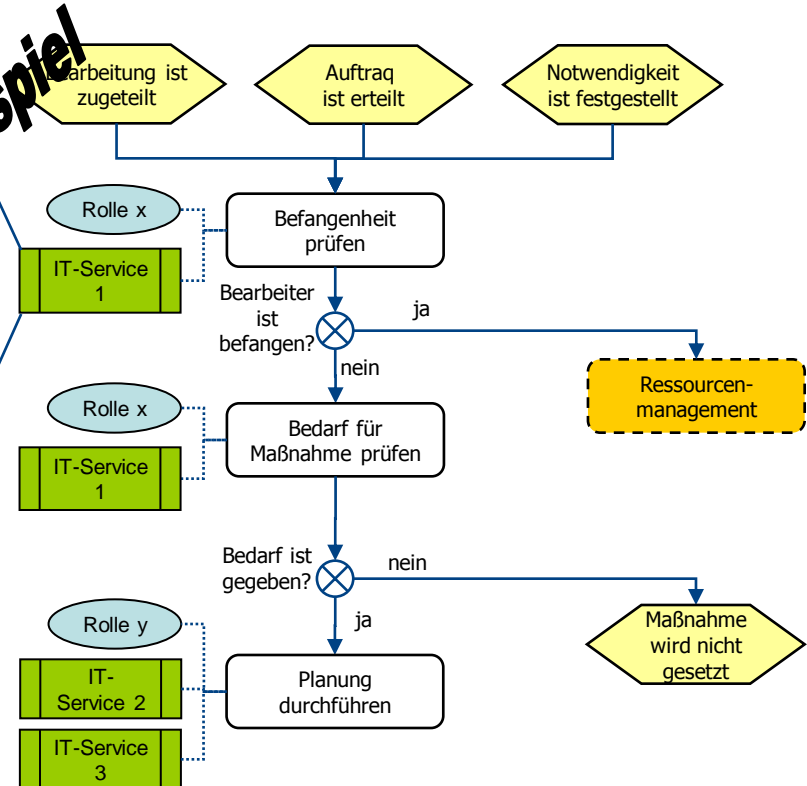 spiel
earbeitung ist
zugeteilt
Auftraq
ist erteilt
Notwendigkeit
ist festgestellt
Rolle x
IT-Service
1
Befangenheit
prüfen
Bearbeiter
ist
befangen?
ja
nein
Ressourcen-
management
Rolle x
IT-Service
1
Bedarf für
Maßnahme prüfen
Bedarf ist
gegeben?
nein
ja
Maßnahme
wird nicht
gesetzt
Rolle y
IT-
Service 2
IT-Service
3
Planung
durchführen